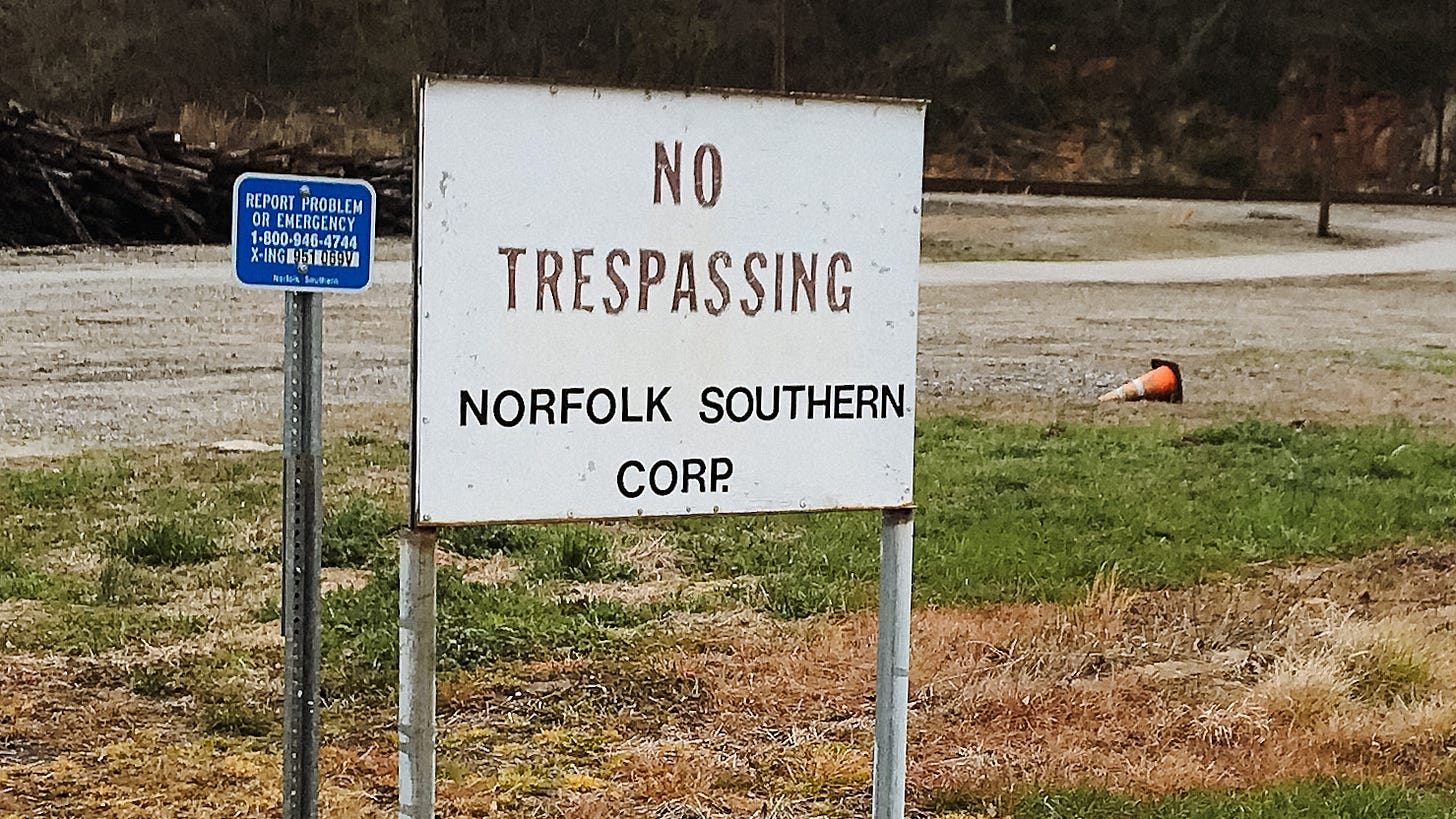 REPORT PROBLEM
OR EMERGENCY
1-800-946-4744
X-ING 951 069V
Norfolk Southern
NO
TRESPASSING
NORFOLK SOUTHERN
CORP.